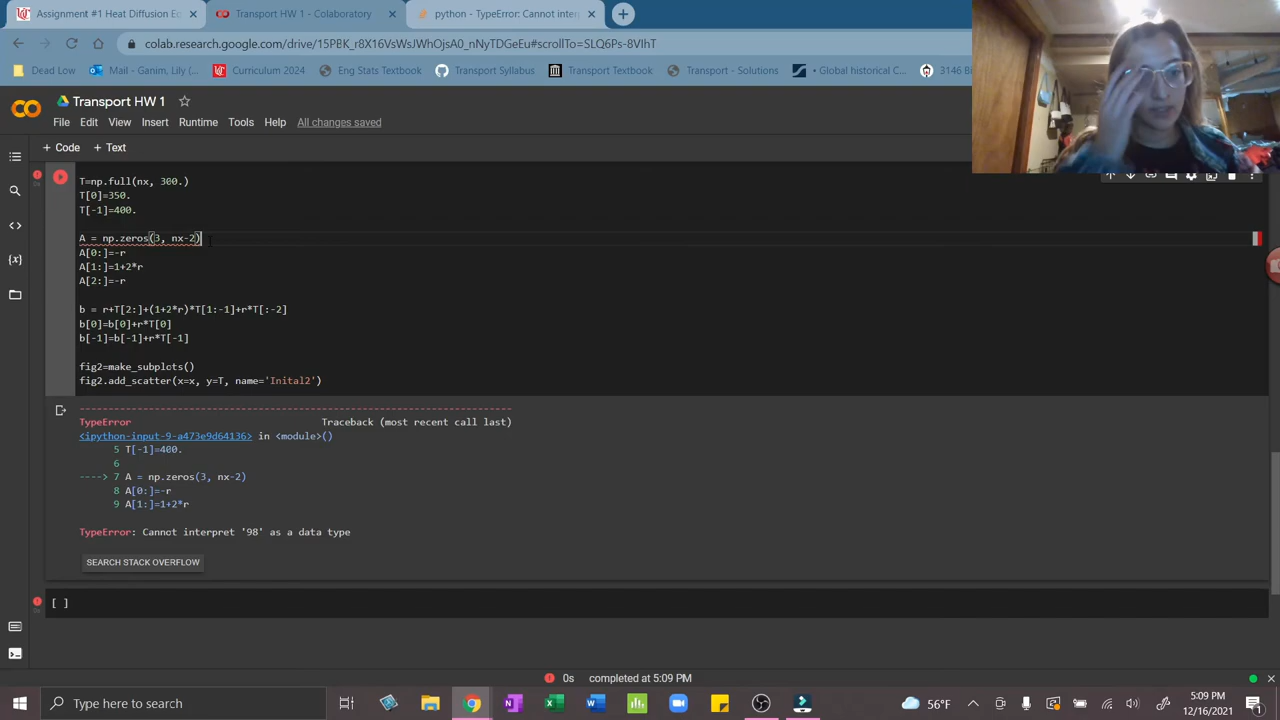 Assignment #1 Heat Diffusion Ec
Transport HW 1 - Colaboratory
python - TypeError: Cannot inter
colab.research.google.com/drive/15PBK_r8X16VsWsJWhOjsA0_nNyTDGeEu#scrollTo=SLQ6Ps-8VIhT
Dead Low
Mail - Ganim, Lily (
Curriculum 2024
Eng Stats Textbook
Transport Syllabus
Transport Textbook
Transport - Solutions
Global historical C
3146 B
Transport HW 1
File Edit View Insert Runtime Tools Help All changes saved
+ Code + Text
T=np.full(nx, 300.)
T[0]=350.
T[-1]=400.
A = np.zeros(3, nx-2)
A[0:]=-r
A[1:]=1+2*r
A[2:]=-r
b = r+T[2:]+(1+2*r)*T[1:-1]+r*T[:-2]
b[0]=b[0]+r*T[0]
b[-1]=b[-1]+r*T[-1]
fig2=make_subplots()
fig2.add_scatter(x=x, y=T, name='Inital2')
---------------------------------------------------------------------------
TypeError Traceback (most recent call last)
<ipython-input-9-a473e9d64136> in <module>()
5 T[-1]=400.
6
----> 7 A = np.zeros(3, nx-2)
8 A[0:]=-r
9 A[1:]=1+2*r
TypeError: Cannot interpret '98' as a data type
SEARCH STACK OVERFLOW
[ ]
0s completed at 5:09 PM
Type here to search
56°F
5:09 PM
12/16/2021